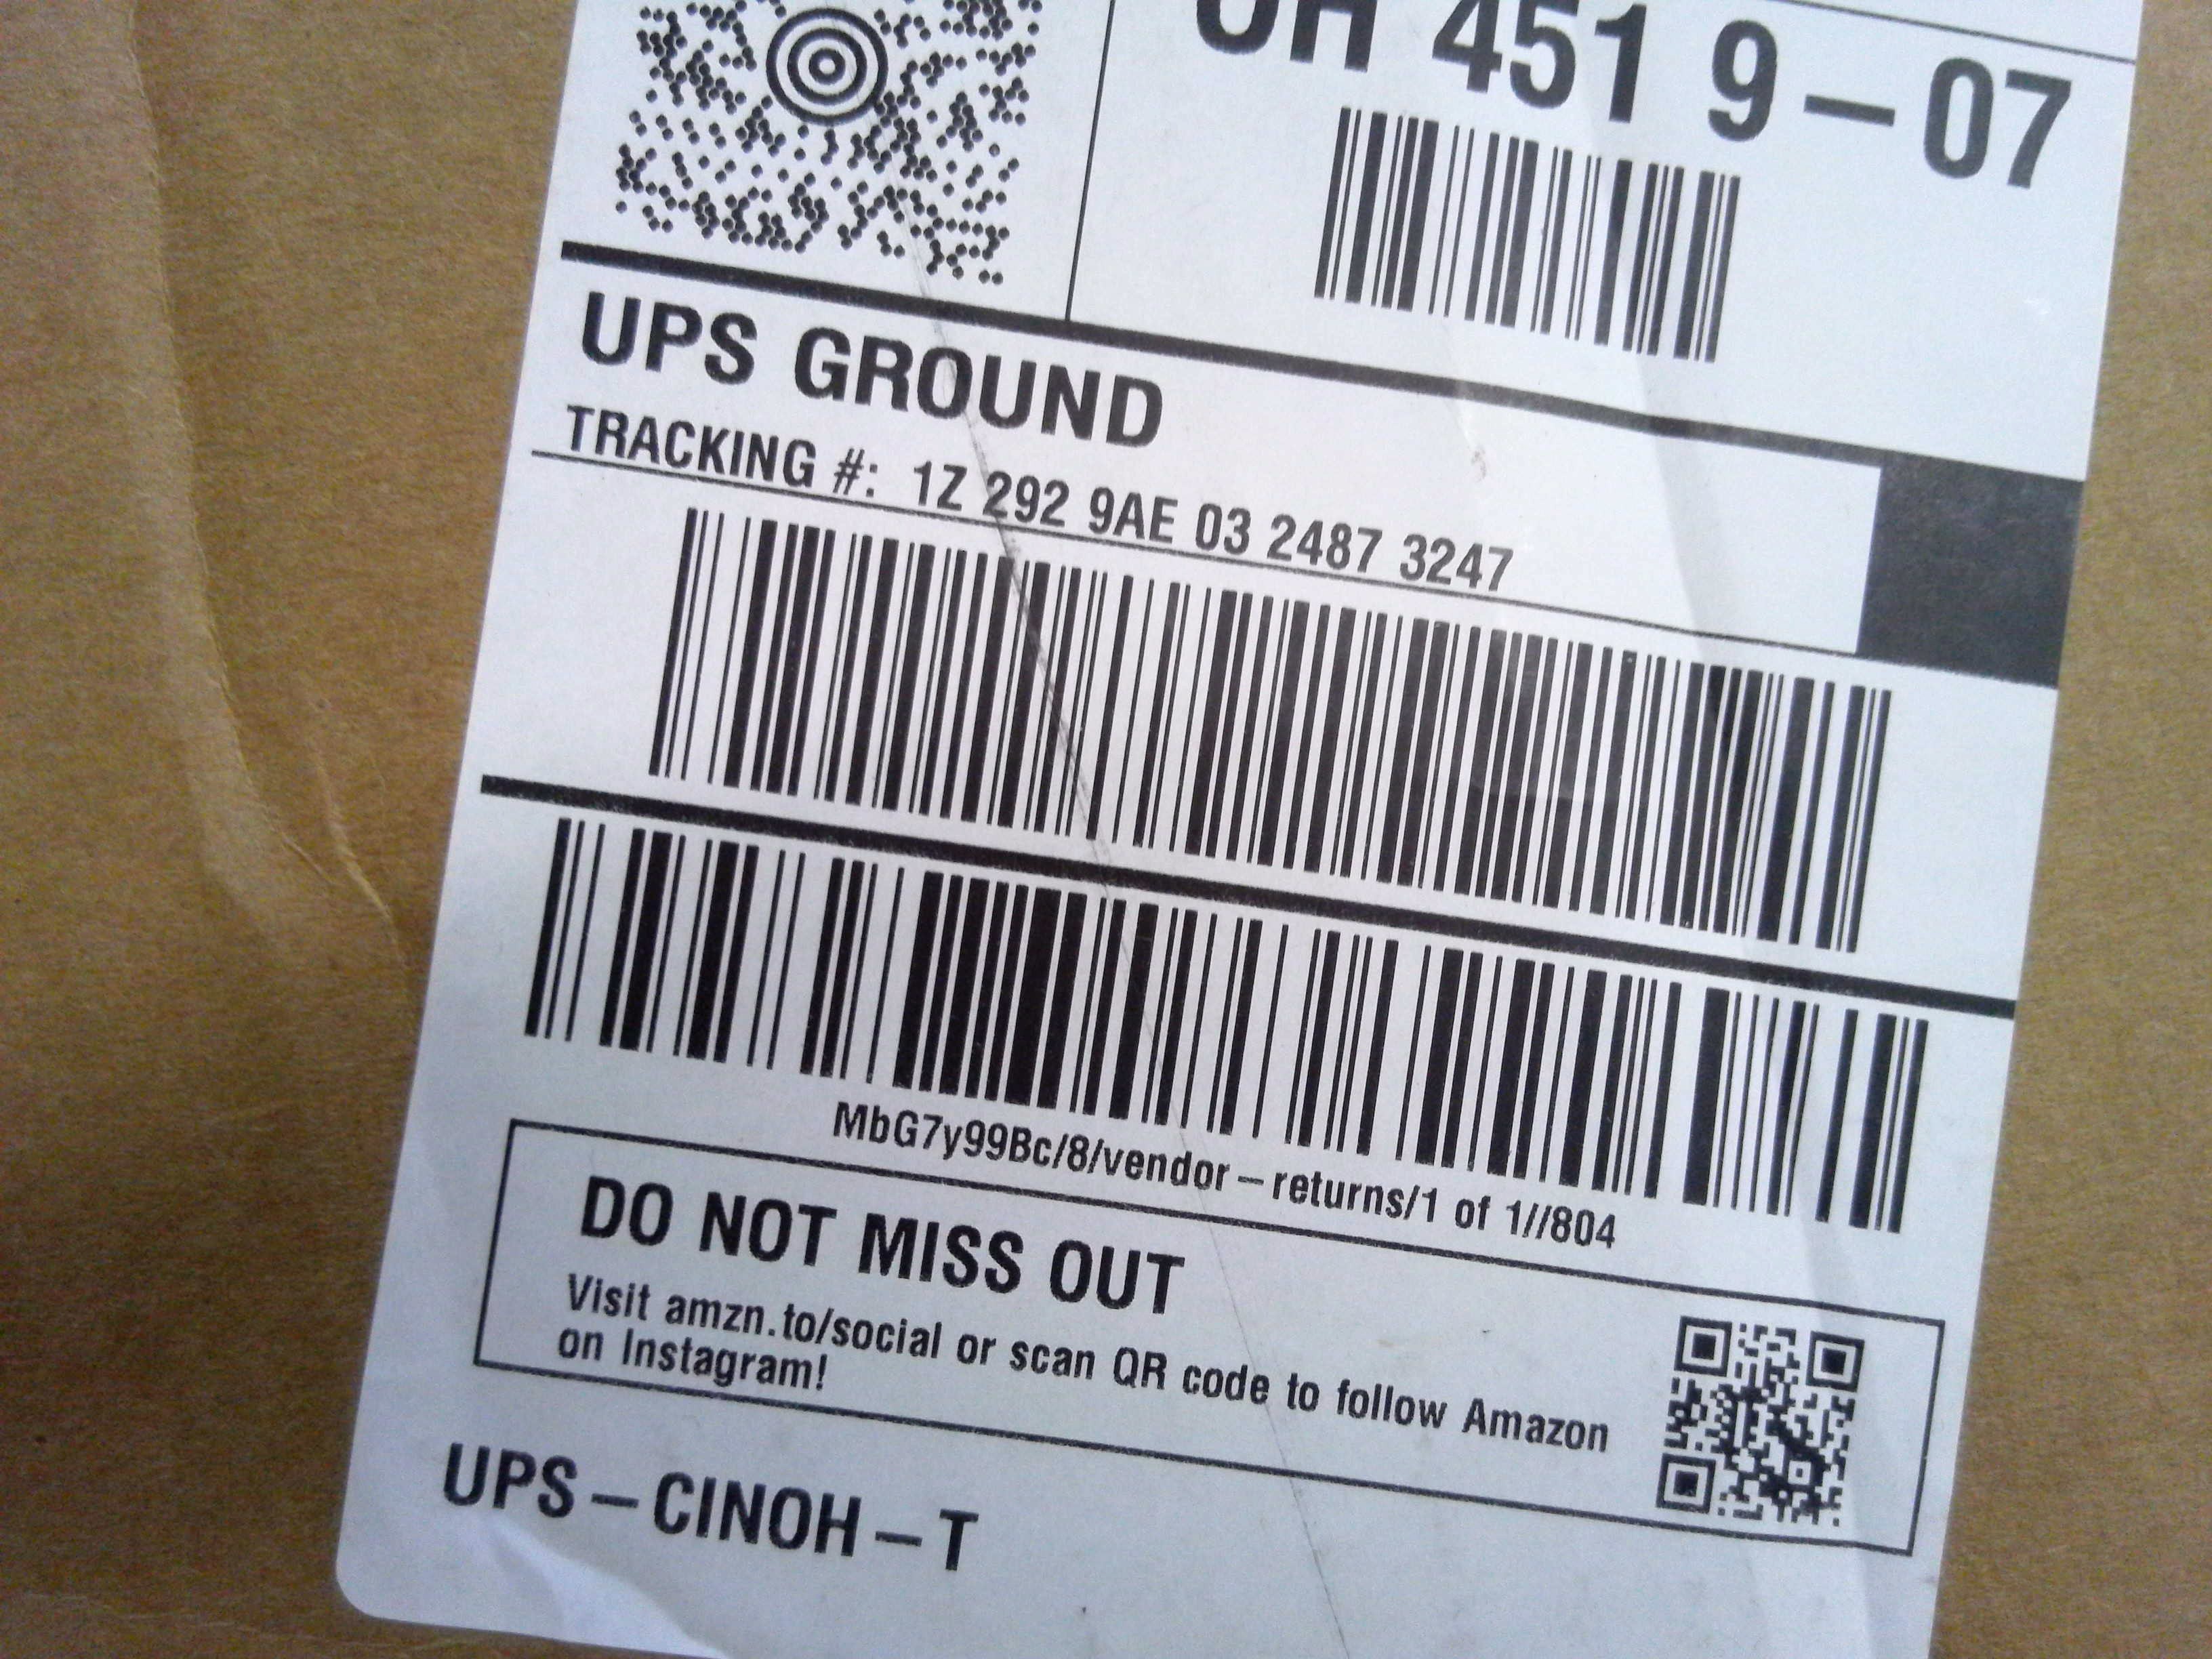 OH 451 9-07
UPS GROUND
TRACKING #: 1Z 292 9AE 03 2487 3247
MbG7y99Bc/8/vendor-returns/1 of 1//804
DO NOT MISS OUT
Visit amzn.to/social or scan QR code to follow Amazon
on Instagram!
UPS-CINOH-T